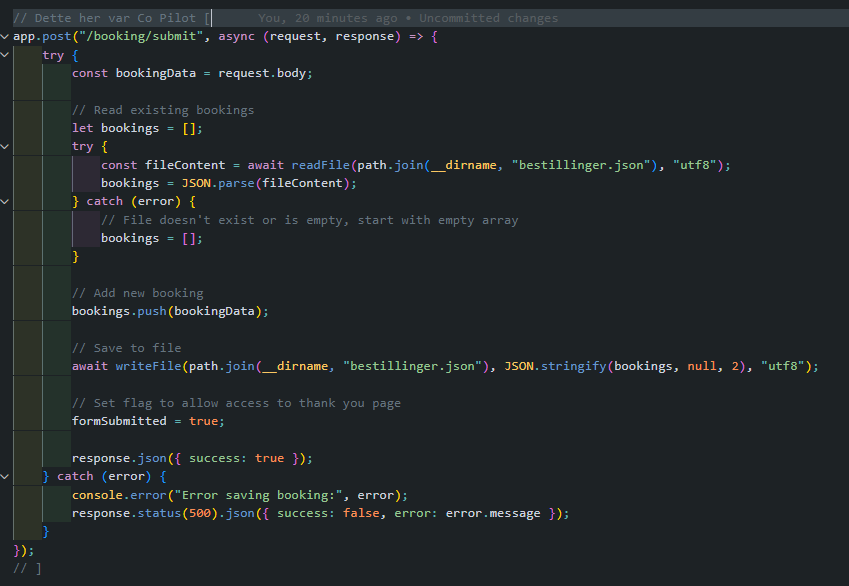 // Dette her var Co Pilot [ You, 20 minutes ago • Uncommitted changes
app.post("/booking/submit", async (request, response) => {
    try {
        const bookingData = request.body;

        // Read existing bookings
        let bookings = [];
        try {
            const fileContent = await readFile(path.join(__dirname, "bestillinger.json"), "utf8");
            bookings = JSON.parse(fileContent);
        } catch (error) {
            // File doesn't exist or is empty, start with empty array
            bookings = [];
        }

        // Add new booking
        bookings.push(bookingData);

        // Save to file
        await writeFile(path.join(__dirname, "bestillinger.json"), JSON.stringify(bookings, null, 2), "utf8");

        // Set flag to allow access to thank you page
        formSubmitted = true;

        response.json({ success: true });
    } catch (error) {
        console.error("Error saving booking:", error);
        response.status(500).json({ success: false, error: error.message });
    }
});
// ]